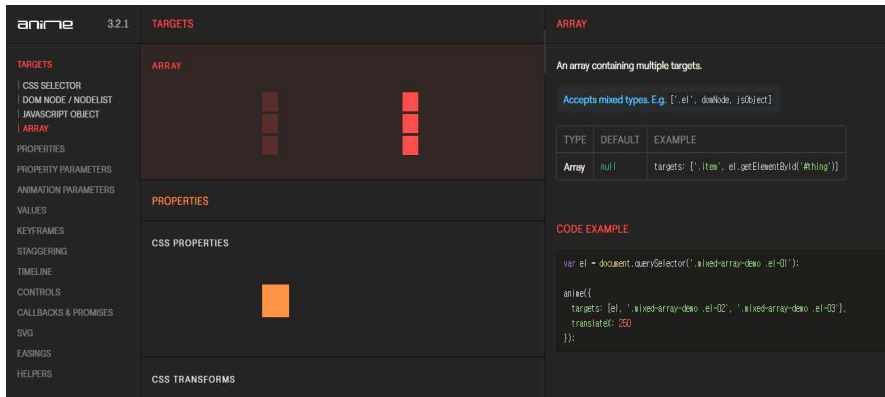 anime 3.2.1
TARGETS
CSS SELECTOR
DOM NODE / NODELIST
JAVASCRIPT OBJECT
ARRAY
PROPERTIES
PROPERTY PARAMETERS
ANIMATION PARAMETERS
VALUES
KEYFRAMES
STAGGERING
TIMELINE
CONTROLS
CALLBACKS & PROMISES
SVG
EASINGS
HELPERS
TARGETS
ARRAY
PROPERTIES
CSS PROPERTIES
CSS TRANSFORMS
ARRAY
An array containing multiple targets.
Accepts mixed types. E.g. ['.el', domNode, jsObject]
TYPE DEFAULT EXAMPLE
Array null targets: ['.item', el.getElementById('#thing')]
CODE EXAMPLE
var el = document.querySelector('.mixed-array-demo .el-01');
anime({
targets: [el, '.mixed-array-demo .el-02', '.mixed-array-demo .el-03'],
translateX: 250
});